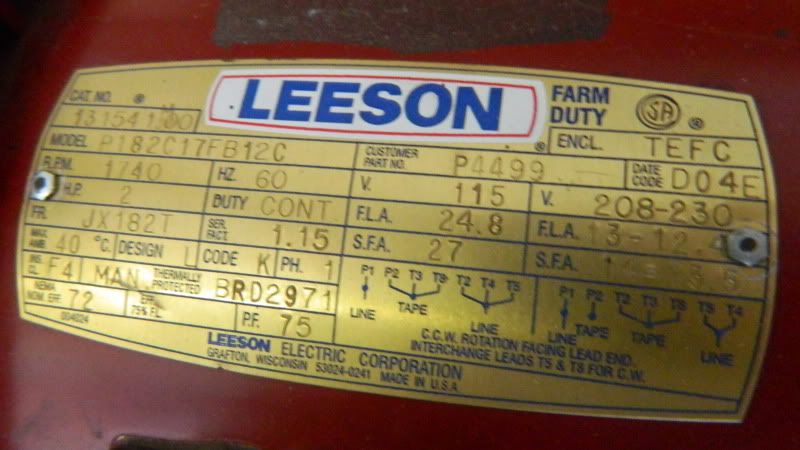 LEESON ® FARM DUTY SA ®
CAT. NO. 131541.00 ENCL. TEFC
MODEL P182C17FB12C CUSTOMER PART NO. P4499 DATE CODE D04E
R.P.M. 1740 HZ. 60 V. 115 V. 208-230
H.P. 2 DUTY CONT F.L.A. 24.8 F.L.A. 13-12.4
FR. JX182T SER. FACT. 1.15 S.F.A. 27 S.F.A.
MAX. AMB 40 °C. DESIGN L CODE K PH. 1
INS. CL. F4 MAN THERMALLY PROTECTED BRD2971
NEMA NOM. EFF 72 EFF. 75% F.L. P.F. 75
004024
P1 P2 T3 T8 T2 T4 T5
LINE TAPE LINE
P1 P2 T2 T3 T8 T5 T4
LINE TAPE TAPE LINE
C.C.W. ROTATION FACING LEAD END.
INTERCHANGE LEADS T5 & T8 FOR C.W.
LEESON ELECTRIC CORPORATION
GRAFTON, WISCONSIN 53024-0241 MADE IN U.S.A.